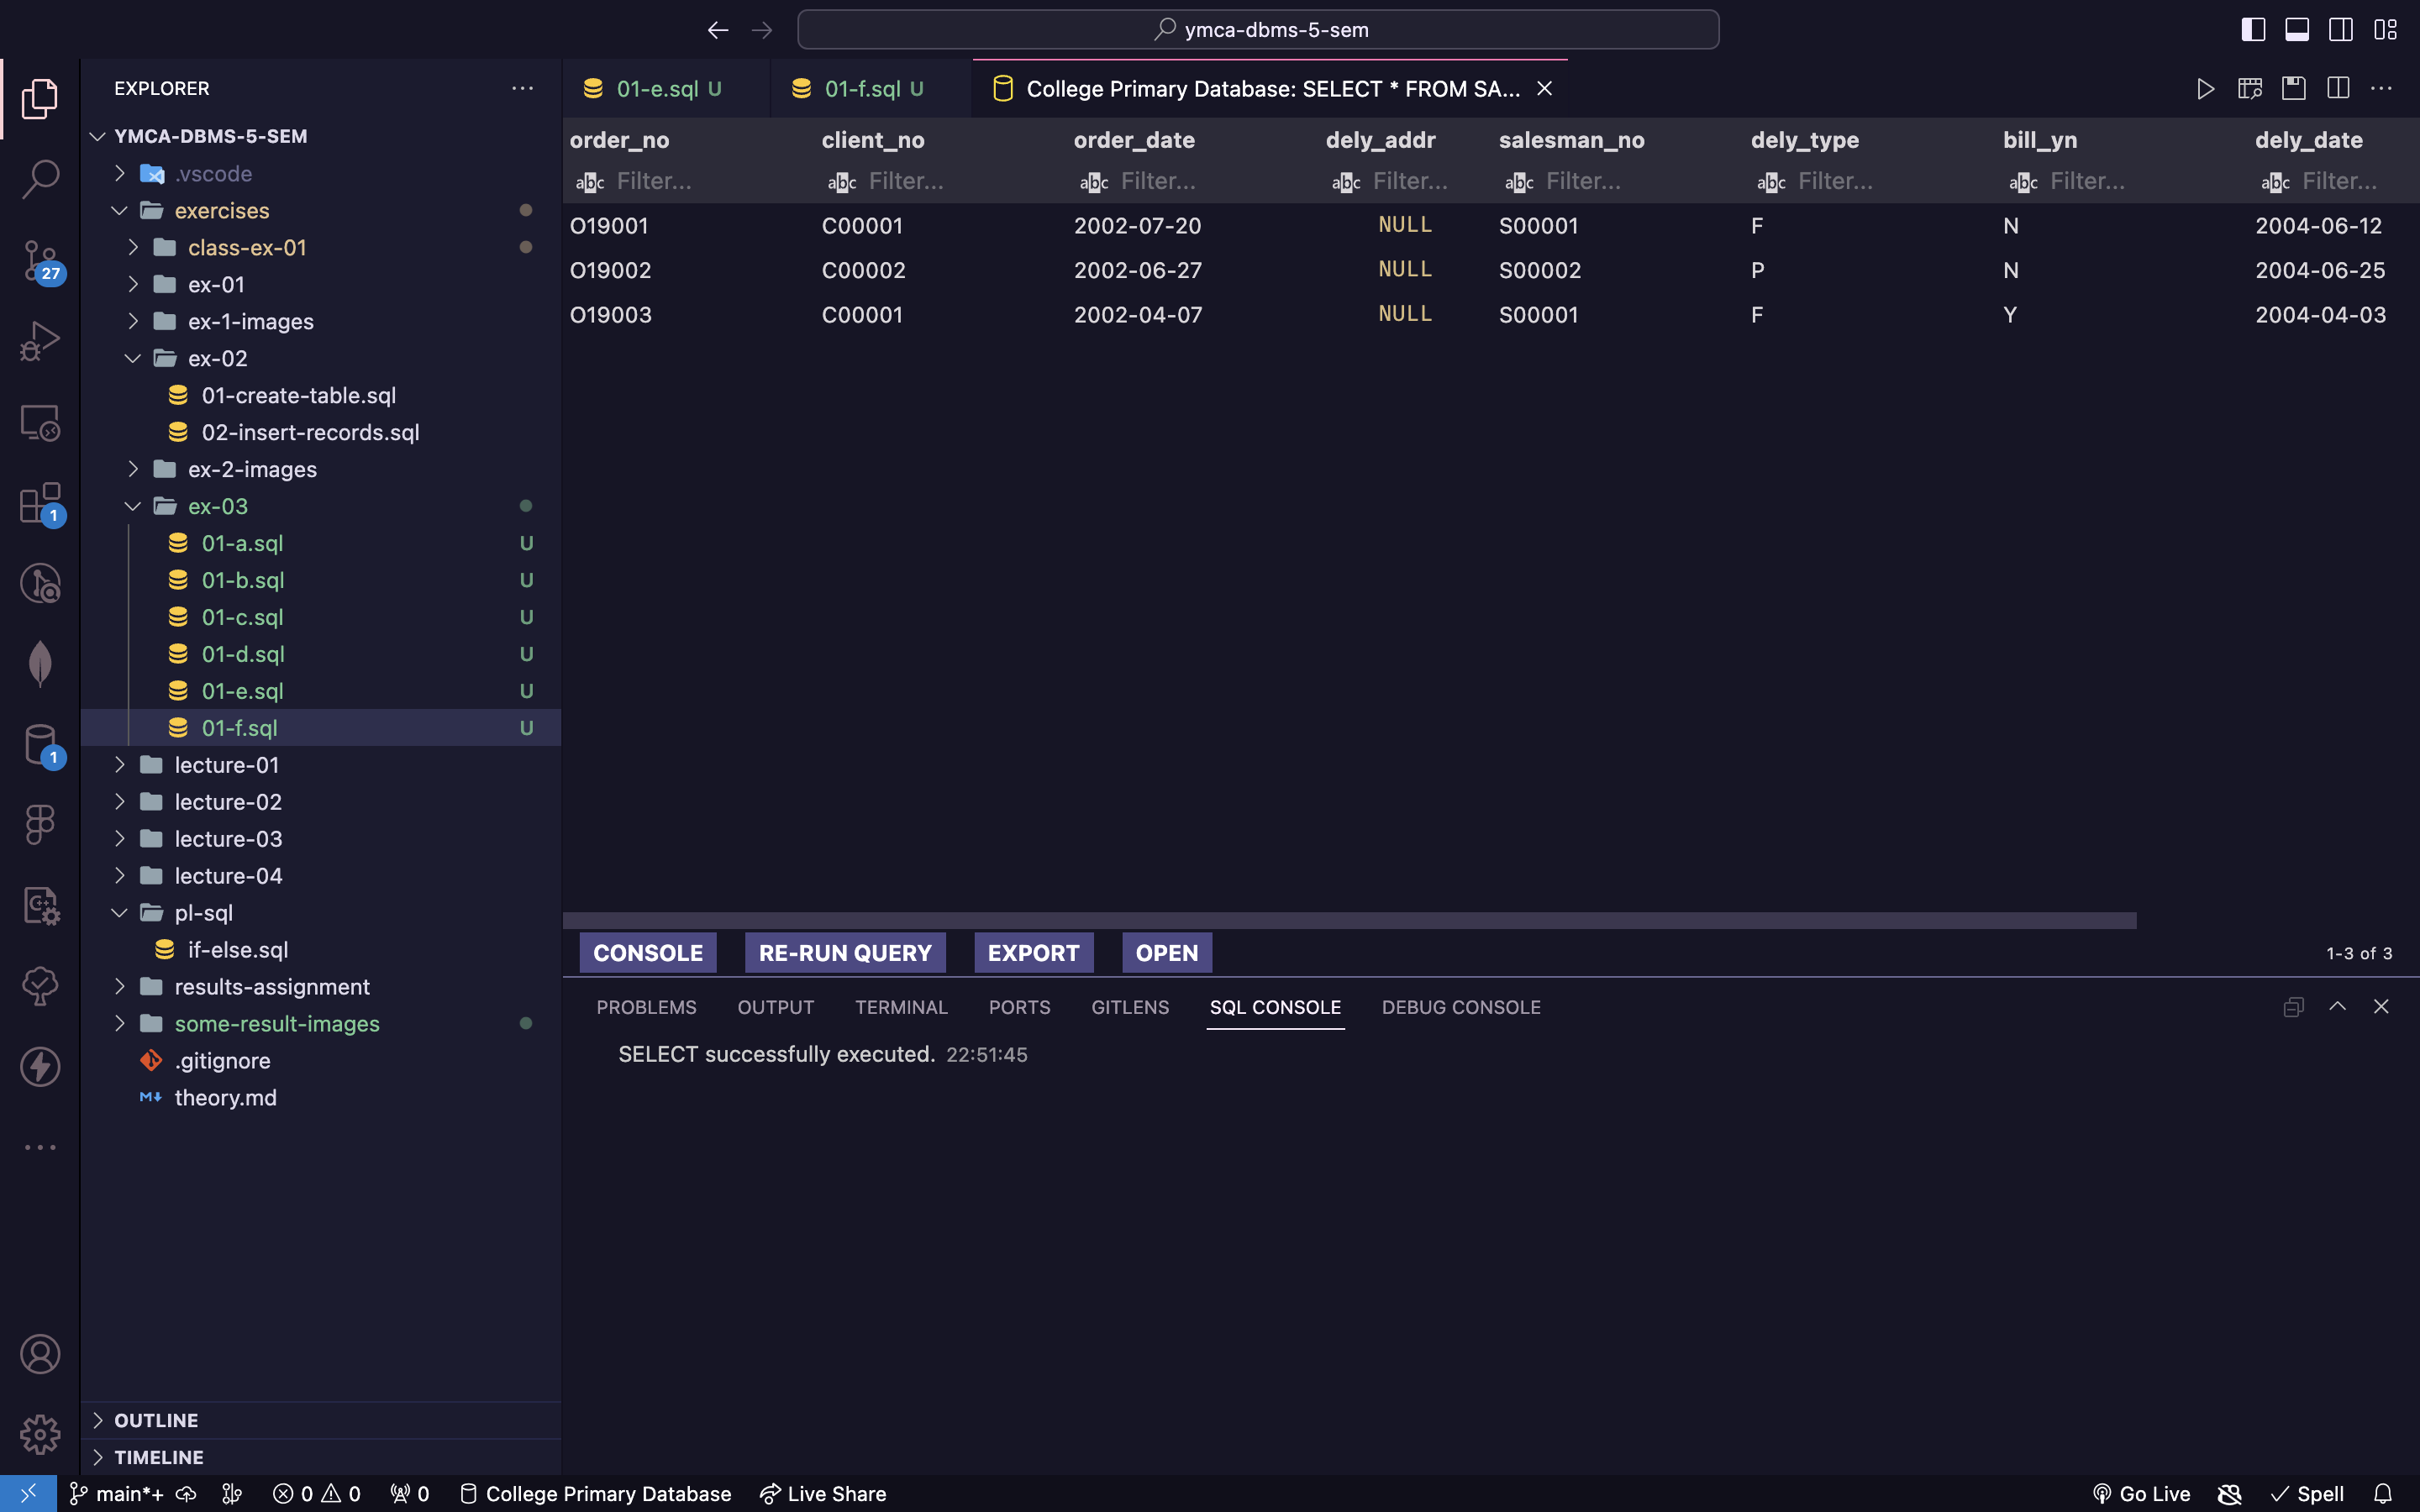 ymca-dbms-5-sem
EXPLORER
01-e.sql U
01-f.sql U
College Primary Database: SELECT * FROM SA...
YMCA-DBMS-5-SEM
.vscode
exercises
class-ex-01
ex-01
ex-1-images
ex-02
01-create-table.sql
02-insert-records.sql
ex-2-images
ex-03
01-a.sql U
01-b.sql U
01-c.sql U
01-d.sql U
01-e.sql U
01-f.sql U
lecture-01
lecture-02
lecture-03
lecture-04
pl-sql
if-else.sql
results-assignment
some-result-images
.gitignore
theory.md
OUTLINE
TIMELINE
27
1
1
order_no client_no order_date dely_addr salesman_no dely_type bill_yn dely_date
abc Filter... abc Filter... abc Filter... abc Filter... abc Filter... abc Filter... abc Filter... abc Filter...
O19001 C00001 2002-07-20 NULL S00001 F N 2004-06-12
O19002 C00002 2002-06-27 NULL S00002 P N 2004-06-25
O19003 C00001 2002-04-07 NULL S00001 F Y 2004-04-03
CONSOLE RE-RUN QUERY EXPORT OPEN 1-3 of 3
PROBLEMS OUTPUT TERMINAL PORTS GITLENS SQL CONSOLE DEBUG CONSOLE
SELECT successfully executed. 22:51:45
main*+ 0 0 0 College Primary Database Live Share Go Live Spell